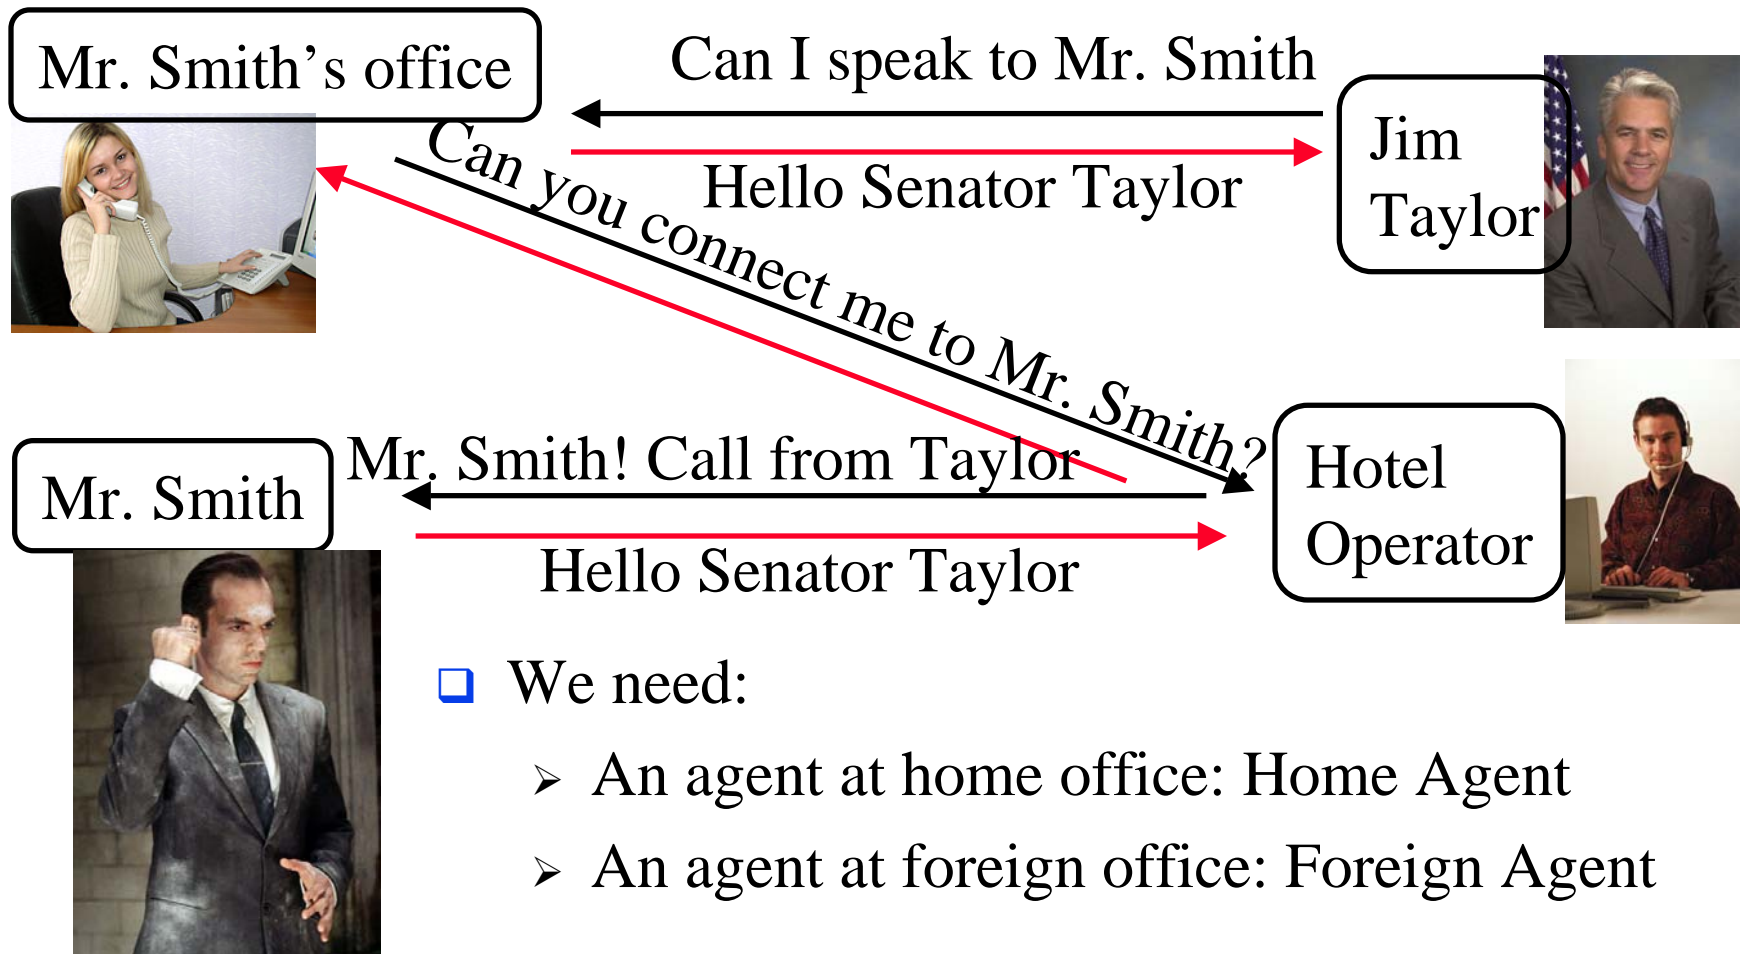 Mr. Smith’s office
Can I speak to Mr. Smith
Jim
Taylor
Hello Senator Taylor
Can you connect me to Mr. Smith?
Mr. Smith! Call from Taylor
Mr. Smith
Hotel
Operator
Hello Senator Taylor
❑ We need:
➢ An agent at home office: Home Agent
➢ An agent at foreign office: Foreign Agent